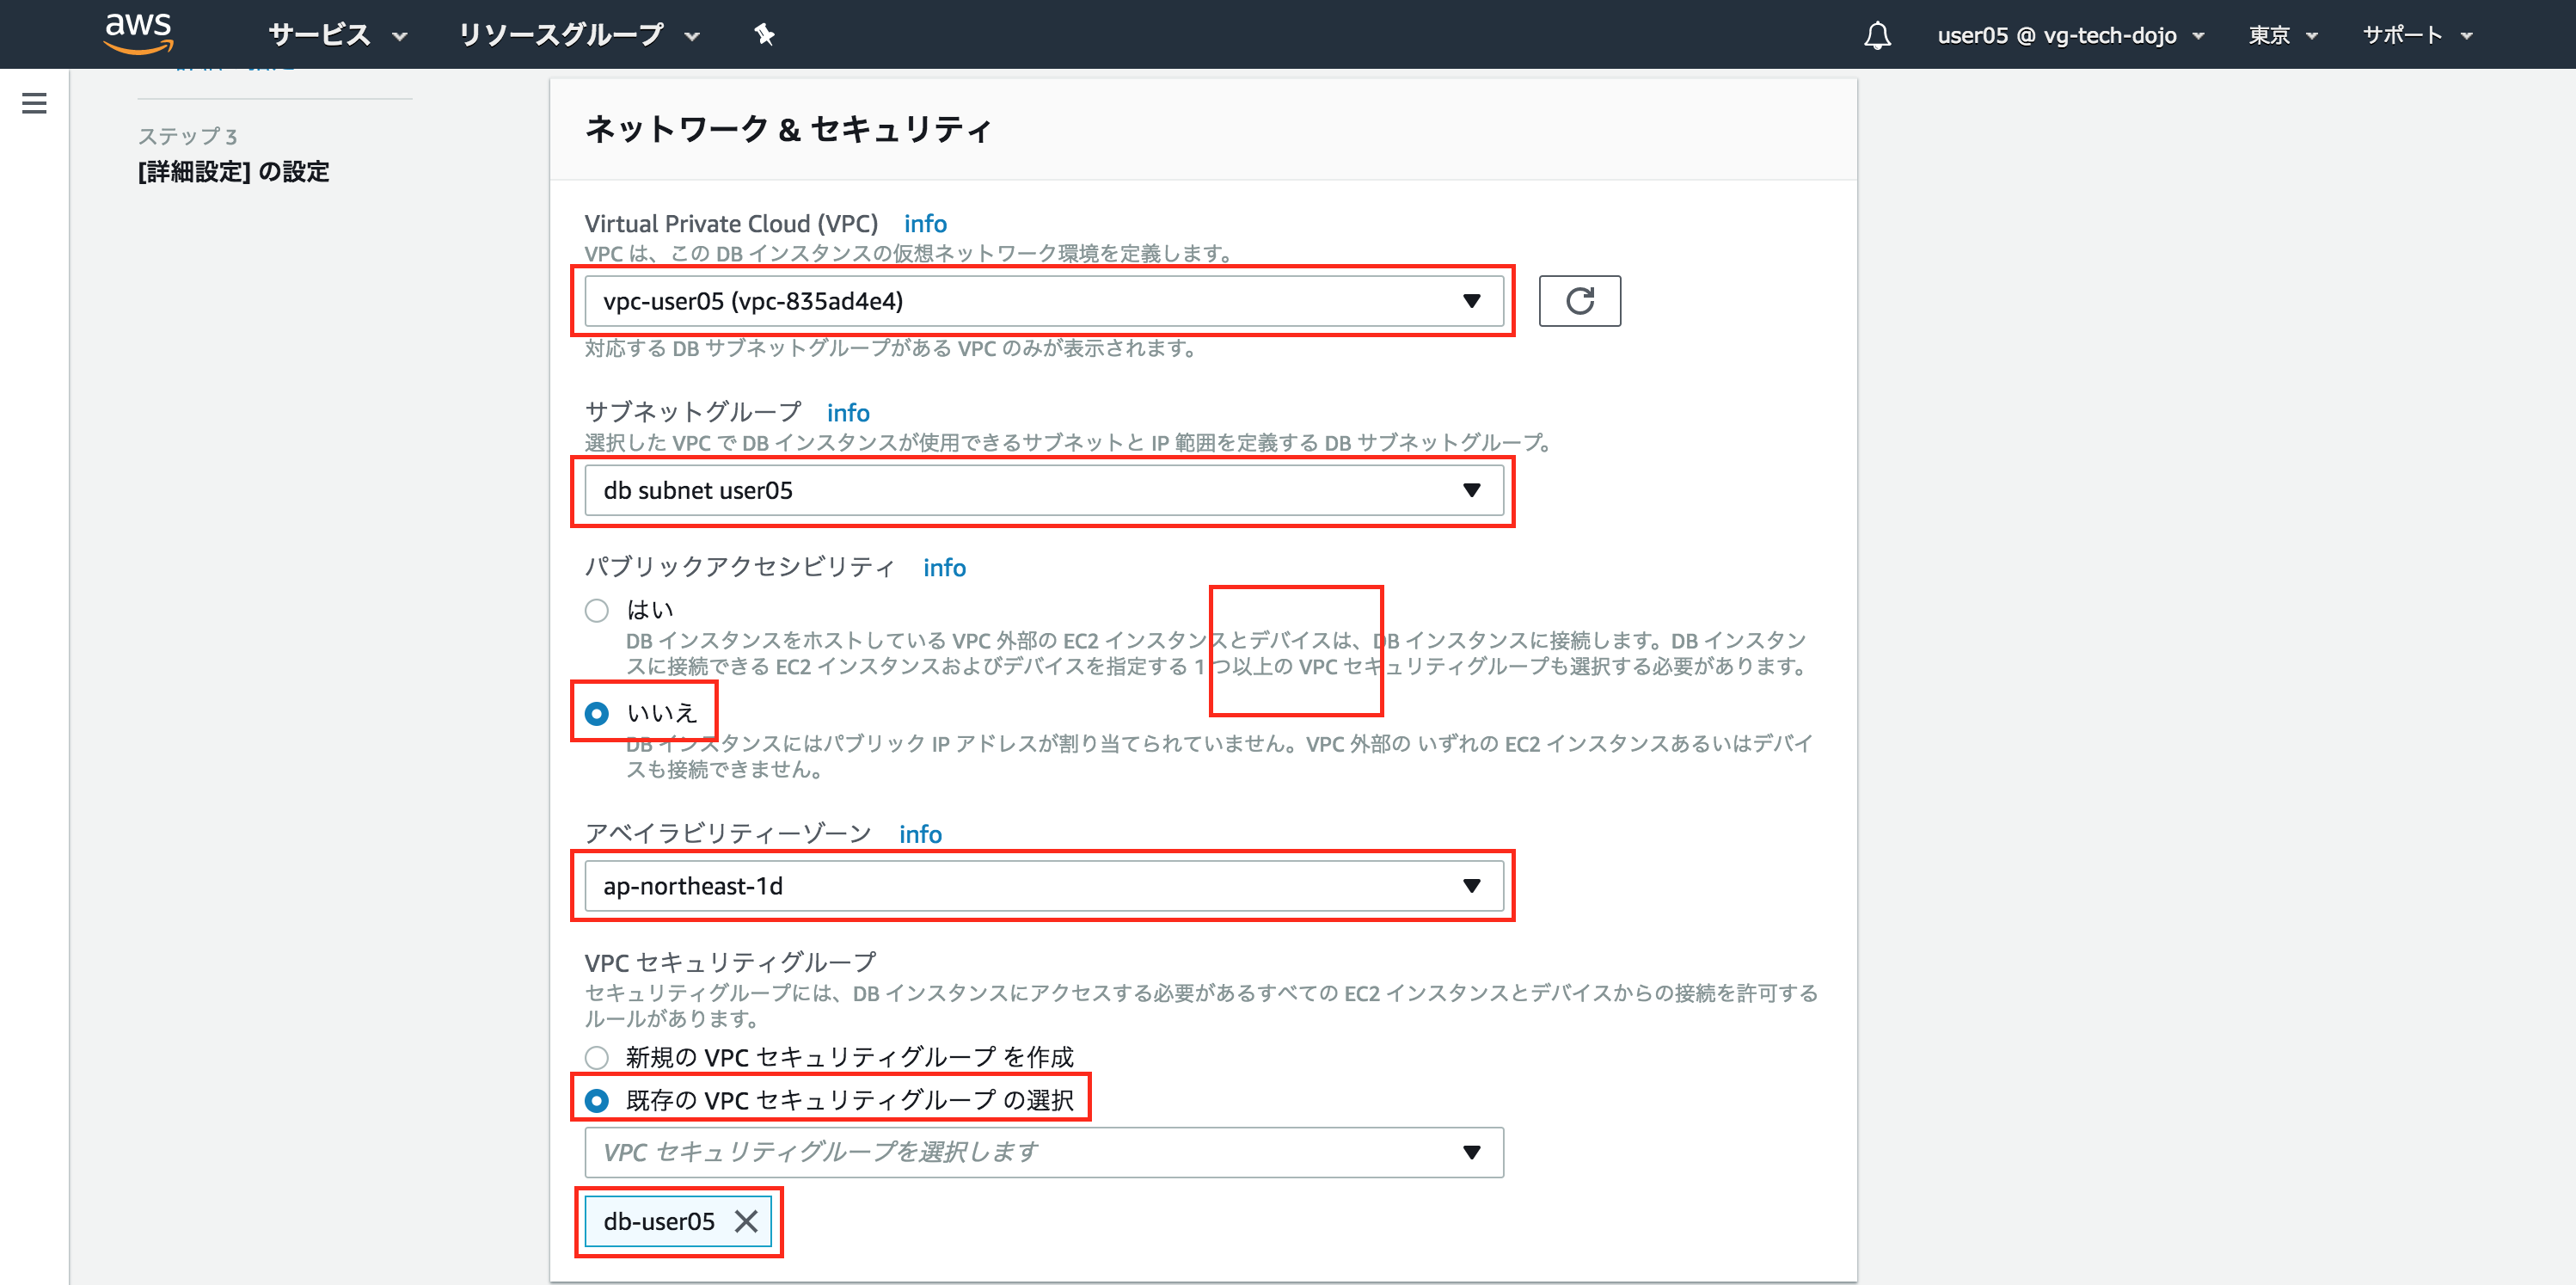 aws サービス リソースグループ user05 @ vg-tech-dojo 東京 サポート
ステップ 3
[詳細設定] の設定
ネットワーク & セキュリティ
Virtual Private Cloud (VPC) info
VPC は、この DB インスタンスの仮想ネットワーク環境を定義します。
vpc-user05 (vpc-835ad4e4)
対応する DB サブネットグループがある VPC のみが表示されます。
サブネットグループ info
選択した VPC で DB インスタンスが使用できるサブネットと IP 範囲を定義する DB サブネットグループ。
db subnet user05
パブリックアクセシビリティ info
はい
DB インスタンスをホストしている VPC 外部の EC2 インスタンスとデバイスは、DB インスタンスに接続します。DB インスタン
スに接続できる EC2 インスタンスおよびデバイスを指定する 1 つ以上の VPC セキュリティグループも選択する必要があります。
いいえ
DB インスタンスにはパブリック IP アドレスが割り当てられていません。VPC 外部の いずれの EC2 インスタンスあるいはデバイ
スも接続できません。
アベイラビリティーゾーン info
ap-northeast-1d
VPC セキュリティグループ
セキュリティグループには、DB インスタンスにアクセスする必要があるすべての EC2 インスタンスとデバイスからの接続を許可する
ルールがあります。
新規の VPC セキュリティグループ を作成
既存の VPC セキュリティグループ の選択
VPC セキュリティグループを選択します
db-user05